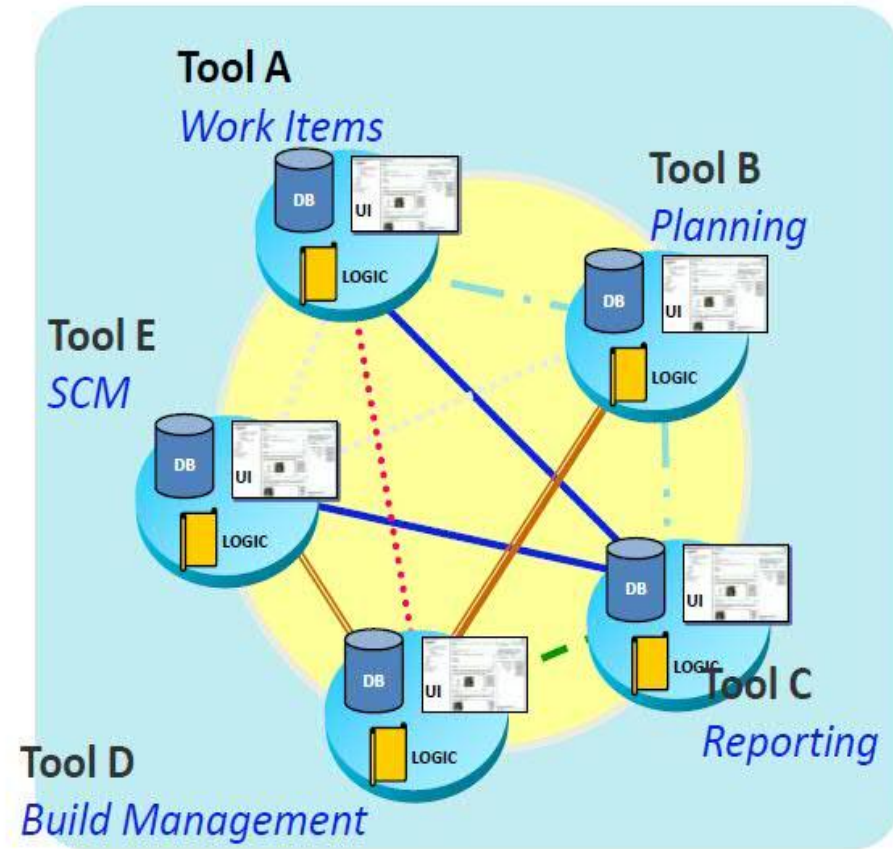 Tool A
Work Items
DB
UI
LOGIC
Tool B
Planning
DB
UI
LOGIC
Tool E
SCM
DB
UI
LOGIC
DB
UI
LOGIC
Tool C
Reporting
DB
UI
LOGIC
Tool D
Build Management